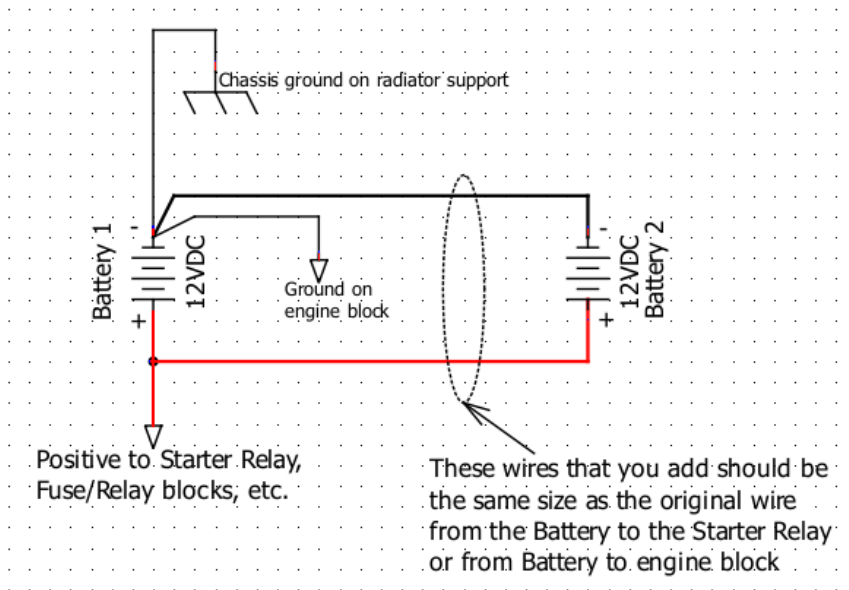 Chassis ground on radiator support
-
Battery 1
12VDC
+
Ground on
engine block
-
12VDC
Battery 2
+
Positive to Starter Relay,
Fuse/Relay blocks, etc.
These wires that you add should be
the same size as the original wire
from the Battery to the Starter Relay
or from Battery to engine block